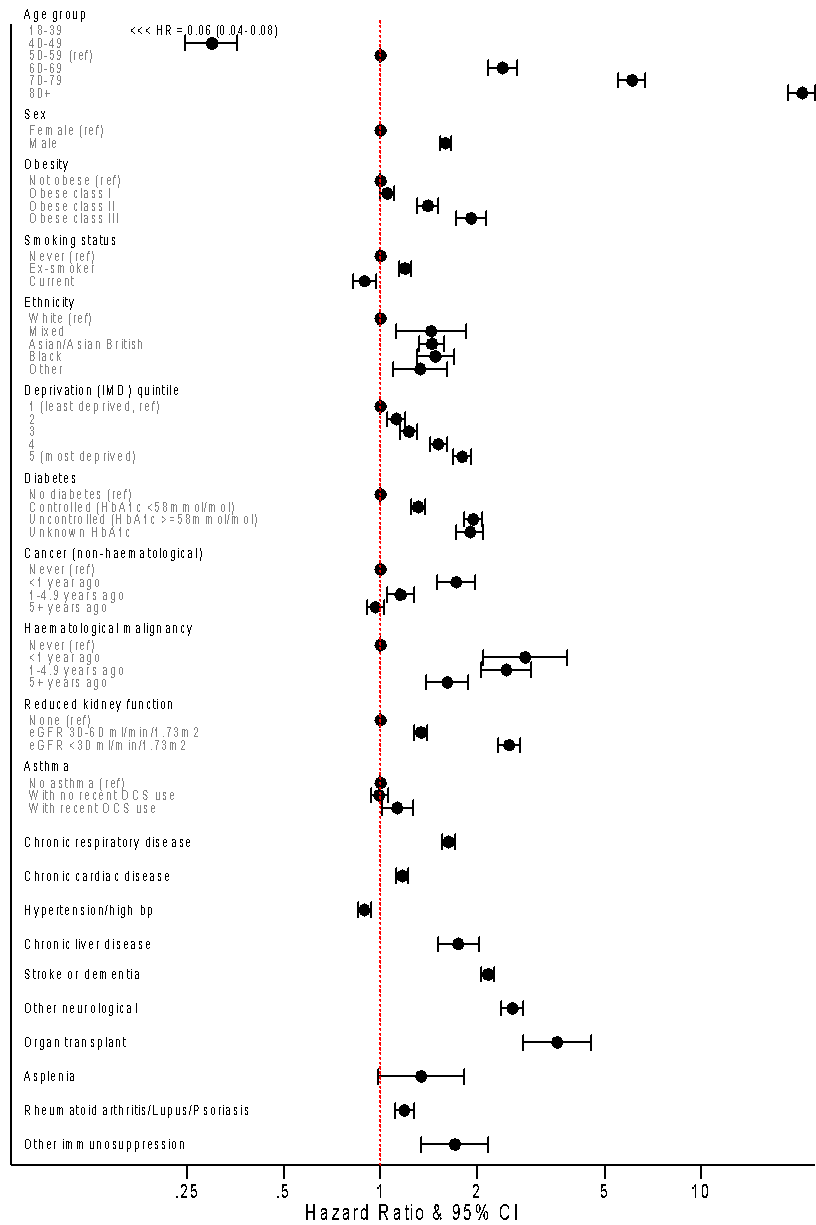 Age group
18-39 <<< HR = 0.06 (0.04-0.08)
40-49
50-59 (ref)
60-69
70-79
80+
Sex
Female (ref)
Male
Obesity
Not obese (ref)
Obese class I
Obese class II
Obese class III
Smoking status
Never (ref)
Ex-smoker
Current
Ethnicity
White (ref)
Mixed
Asian/Asian British
Black
Other
Deprivation (IMD) quintile
1 (least deprived, ref)
2
3
4
5 (most deprived)
Diabetes
No diabetes (ref)
Controlled (HbA1c <58mmol/mol)
Uncontrolled (HbA1c >=58mmol/mol)
Unknown HbA1c
Cancer (non-haematological)
Never (ref)
<1 year ago
1-4.9 years ago
5+ years ago
Haematological malignancy
Never (ref)
<1 year ago
1-4.9 years ago
5+ years ago
Reduced kidney function
None (ref)
eGFR 30-60 ml/min/1.73m2
eGFR <30 ml/min/1.73m2
Asthma
No asthma (ref)
With no recent OCS use
With recent OCS use
Chronic respiratory disease
Chronic cardiac disease
Hypertension/high bp
Chronic liver disease
Stroke or dementia
Other neurological
Organ transplant
Asplenia
Rheumatoid arthritis/Lupus/Psoriasis
Other immunosuppression
.25 .5 1 2 5 10
Hazard Ratio & 95% CI